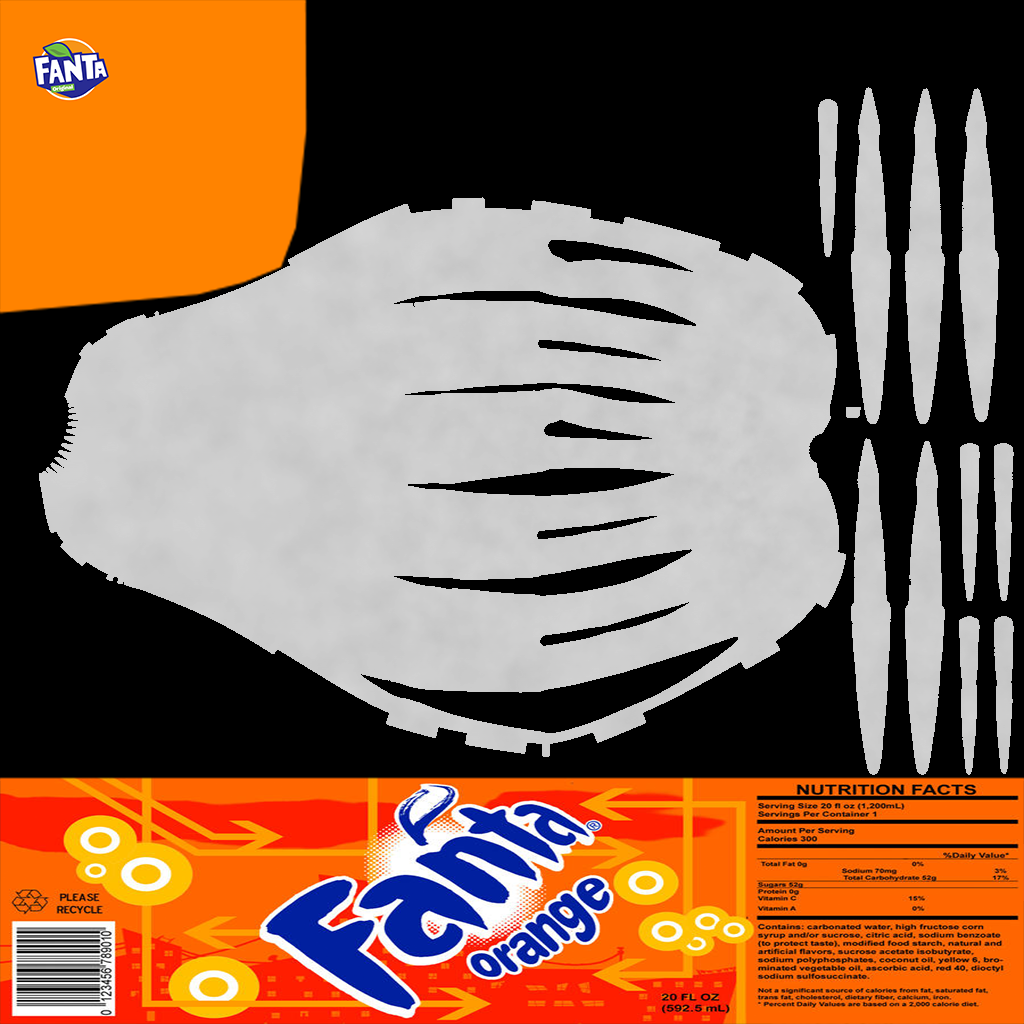 FANTA
Original
Fanta®
orange
PLEASE
RECYCLE
0 123456"789010"
20 FL OZ
(592.5 mL)
NUTRITION FACTS
Serving Size 20 fl oz (1,200mL)
Servings Per Container 1
Amount Per Serving
Calories 300
%Daily Value*
Total Fat 0g 0%
Sodium 70mg 3%
Total Carbohydrate 52g 17%
Sugars 52g
Protein 0g
Vitamin C 15%
Vitamin A 0%
Contains: carbonated water, high fructose corn
syrup and/or sucrose, citric acid, sodium benzoate
(to protect taste), modified food starch, natural and
artificial flavors, sucrose acetate isobutyrate,
sodium polyphosphates, coconut oil, yellow 6, bro-
minated vegetable oil, ascorbic acid, red 40, dioctyl
sodium sulfosuccinate.
Not a significant source of calories from fat, saturated fat,
trans fat, cholesterol, dietary fiber, calcium, iron.
* Percent Daily Values are based on a 2,000 calorie diet.